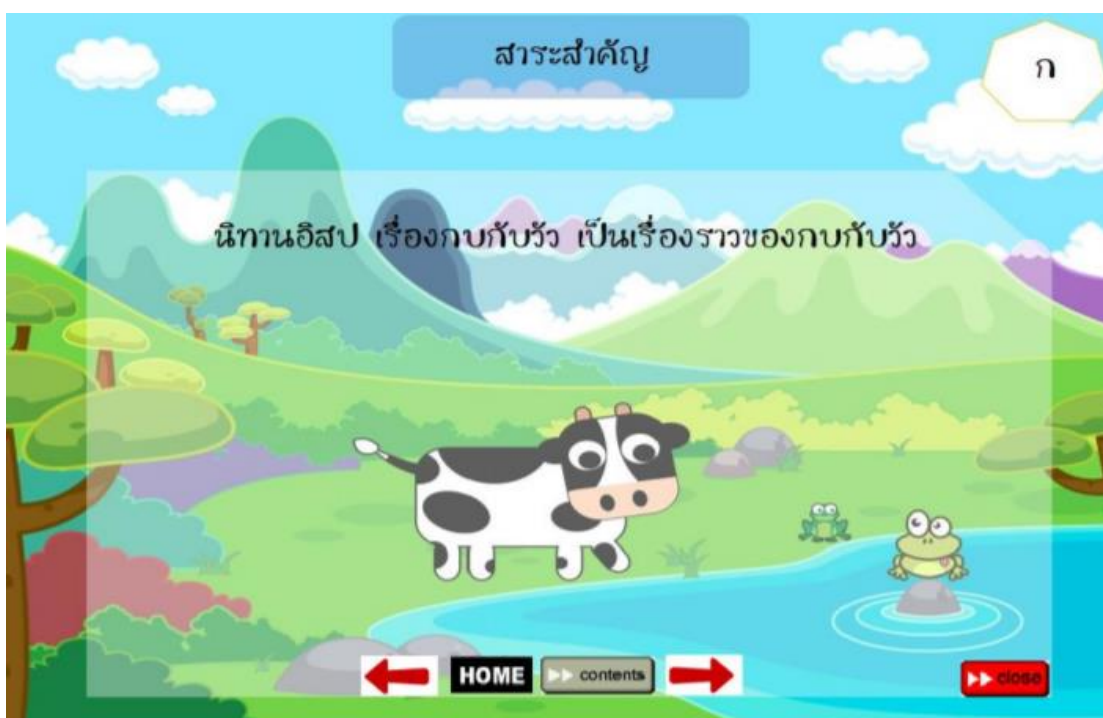 สาระสำคัญ
ก
นิทานอิสป เรื่องกบกับวัว เป็นเรื่องราวของกบกับวัว
HOME
contents
close